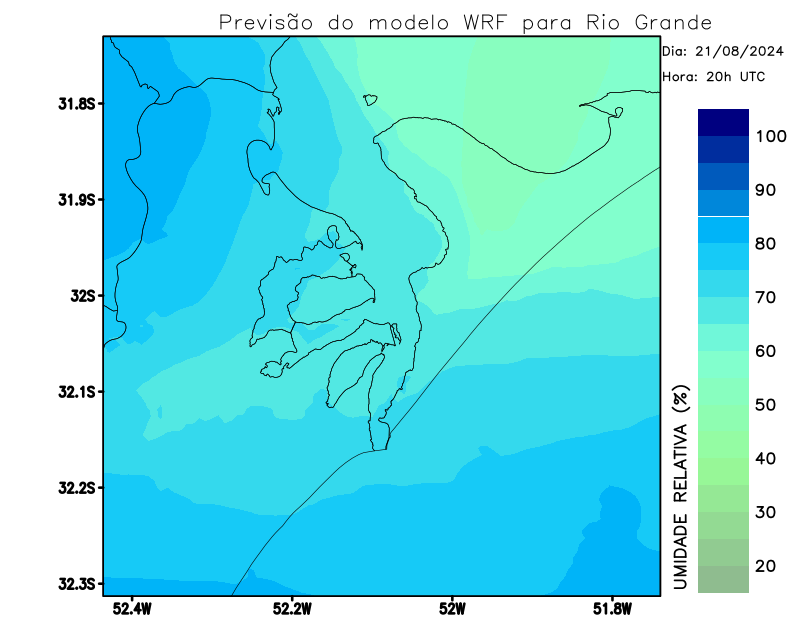 Previsão do modelo WRF para Rio Grande
Dia: 21/08/2024
Hora: 20h UTC
31.8S
31.9S
32S
32.1S
32.2S
32.3S
52.4W
52.2W
52W
51.8W
100
90
80
70
60
50
40
30
20
UMIDADE RELATIVA (%)